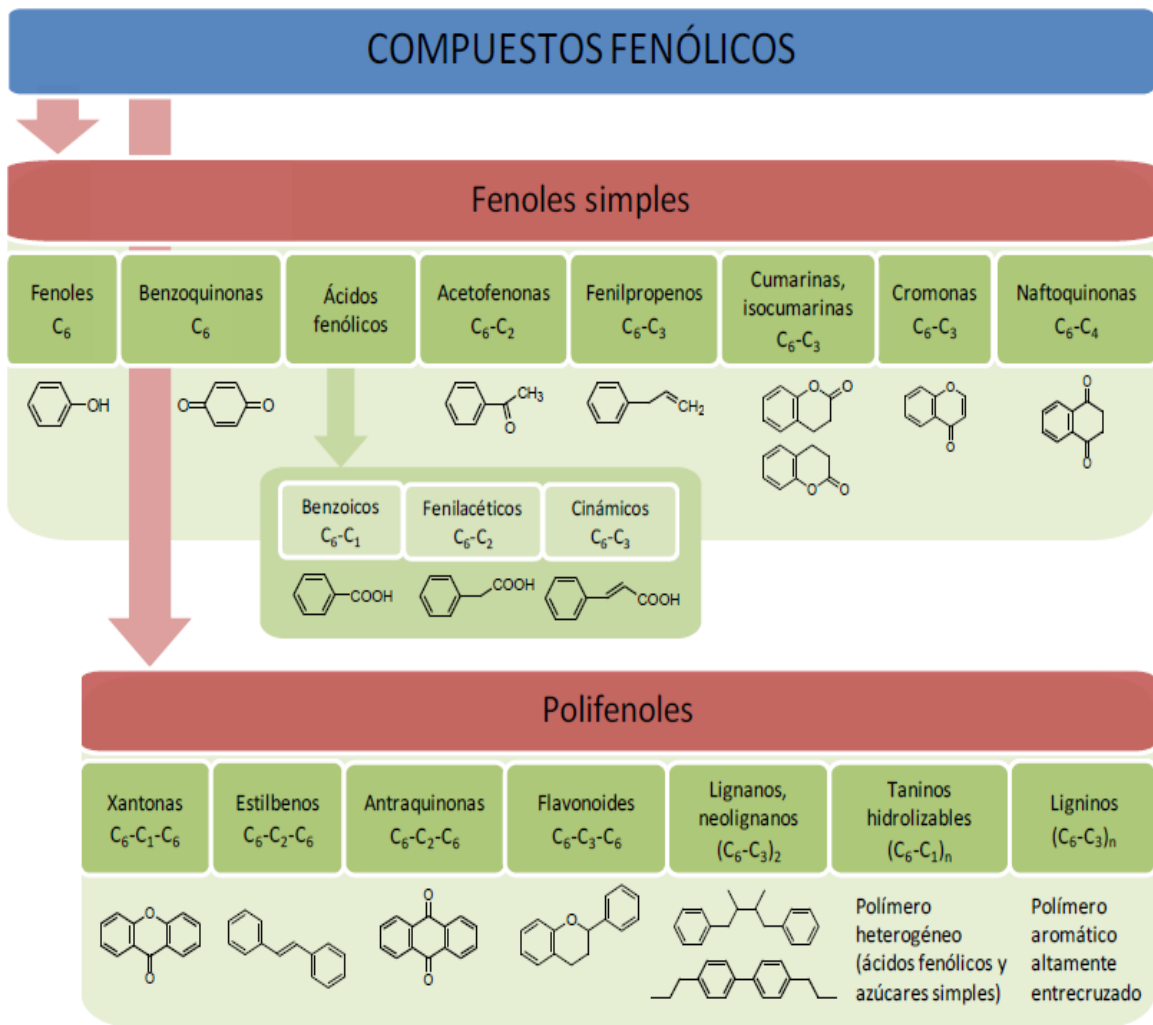 COMPUESTOS FENÓLICOS
Fenoles simples
Fenoles
C₆
Benzoquinonas
C₆
Ácidos
fenólicos
Acetofenonas
C₆-C₂
Fenilpropenos
C₆-C₃
Cumarinas,
isocumarinas
C₆-C₃
Cromonas
C₆-C₃
Naftoquinonas
C₆-C₄
OH
O
O
CH₃
O
CH₂
O
O
O
O
O
O
O
O
Benzoicos
C₆-C₁
Fenilacéticos
C₆-C₂
Cinámicos
C₆-C₃
COOH
COOH
COOH
Polifenoles
Xantonas
C₆-C₁-C₆
Estilbenos
C₆-C₂-C₆
Antraquinonas
C₆-C₂-C₆
Flavonoides
C₆-C₃-C₆
Lignanos,
neolignanos
(C₆-C₃)₂
Taninos
hidrolizables
(C₆-C₁)ₙ
Ligninos
(C₆-C₃)ₙ
O
O
O
O
O
Polímero
heterogéneo
(ácidos fenólicos y
azúcares simples)
Polímero
aromático
altamente
entrecruzado